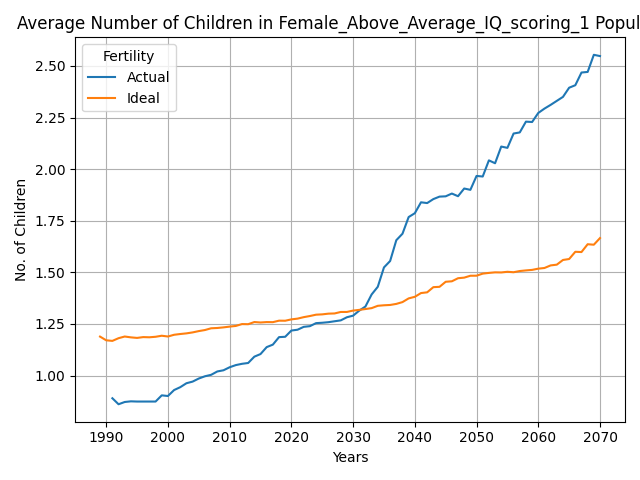 Average Number of Children in Female_Above_Average_IQ_scoring_1 Popul
Fertility
Actual
Ideal
No. of Children
2.50
2.25
2.00
1.75
1.50
1.25
1.00
1990 2000 2010 2020 2030 2040 2050 2060 2070
Years